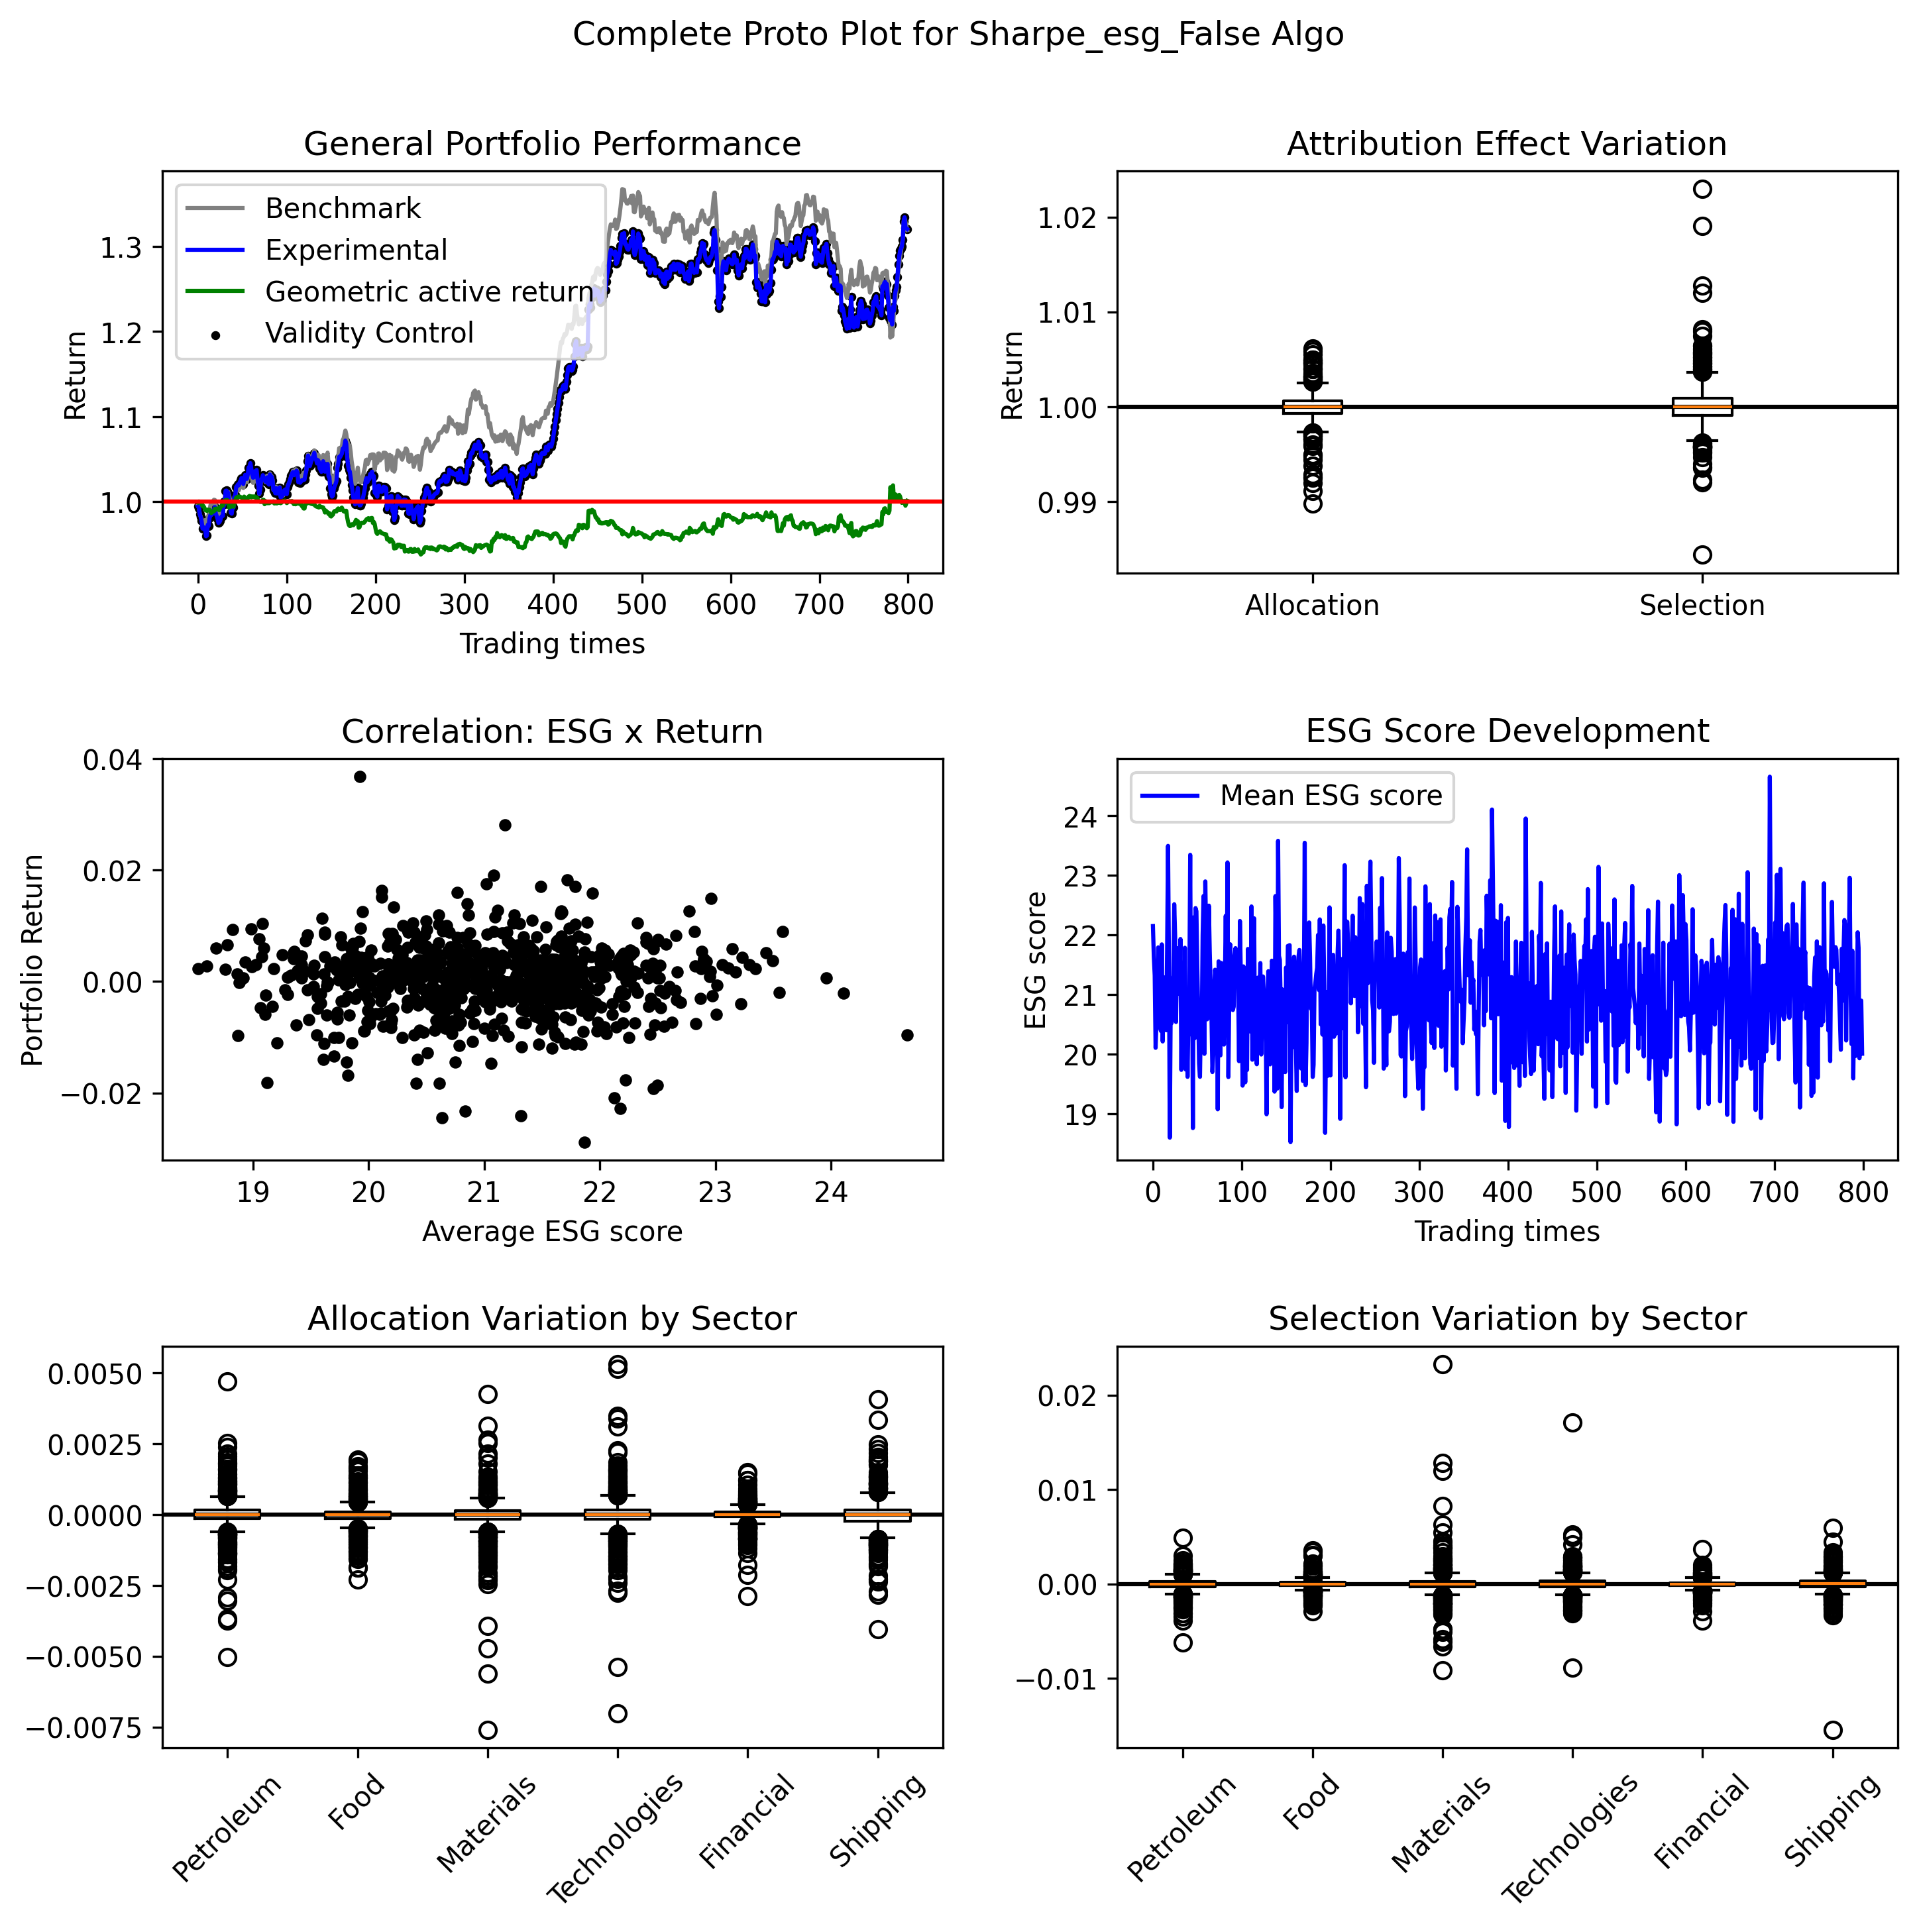 Complete Proto Plot for Sharpe_esg_False Algo
General Portfolio Performance
Benchmark
Experimental
Geometric active return
Validity Control
Return
1.3
1.2
1.1
1.0
0 100 200 300 400 500 600 700 800
Trading times
Attribution Effect Variation
Return
1.02
1.01
1.00
0.99
Allocation Selection
Correlation: ESG x Return
Portfolio Return
0.04
0.02
0.00
−0.02
19 20 21 22 23 24
Average ESG score
ESG Score Development
Mean ESG score
ESG score
24
23
22
21
20
19
0 100 200 300 400 500 600 700 800
Trading times
Allocation Variation by Sector
0.0050
0.0025
0.0000
−0.0025
−0.0050
−0.0075
Petroleum
Food
Materials
Technologies
Financial
Shipping
Selection Variation by Sector
0.02
0.01
0.00
−0.01
Petroleum
Food
Materials
Technologies
Financial
Shipping